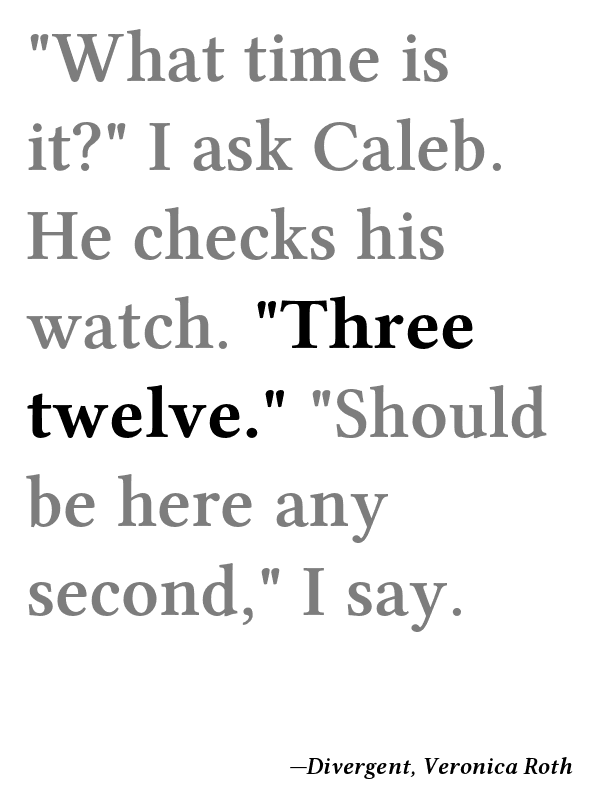 "What time is
it?" I ask Caleb.
He checks his
watch. "Three
twelve." "Should
be here any
second," I say.
—Divergent, Veronica Roth